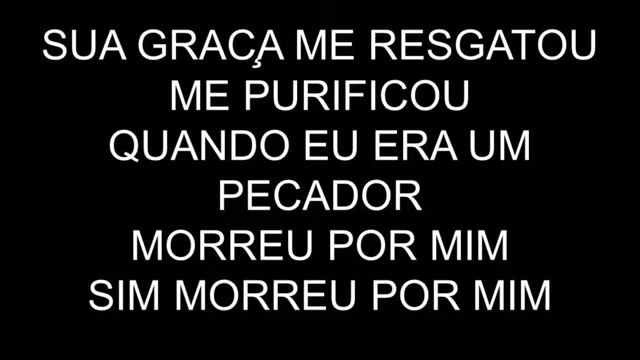 SUA GRAÇA ME RESGATOU
ME PURIFICOU
QUANDO EU ERA UM
PECADOR
MORREU POR MIM
SIM MORREU POR MIM